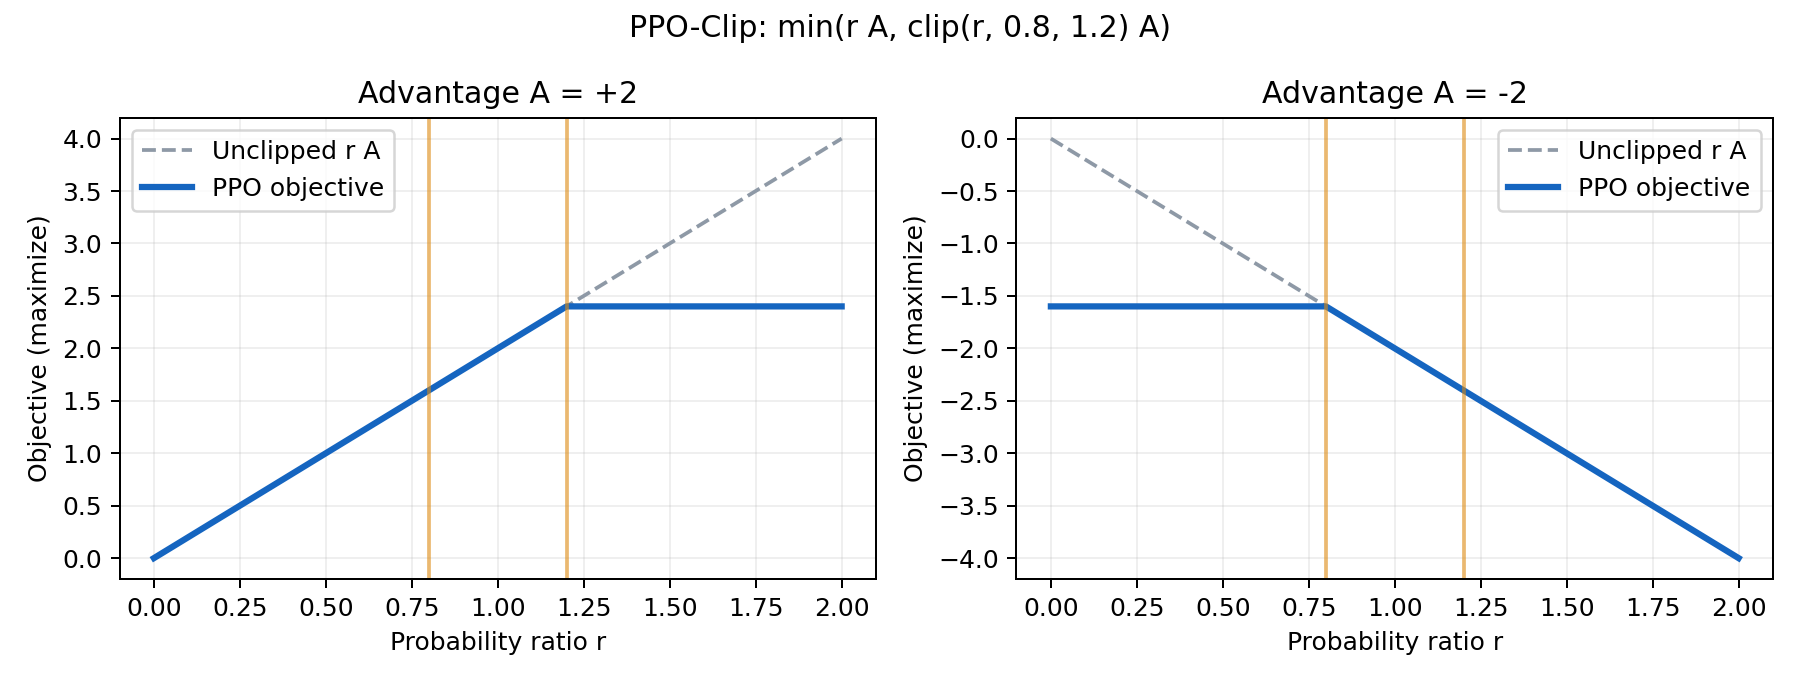 PPO-Clip: min(r A, clip(r, 0.8, 1.2) A)
Advantage A = +2
Unclipped r A
PPO objective
Objective (maximize)
4.0
3.5
3.0
2.5
2.0
1.5
1.0
0.5
0.0
0.00 0.25 0.50 0.75 1.00 1.25 1.50 1.75 2.00
Probability ratio r
Advantage A = -2
Unclipped r A
PPO objective
Objective (maximize)
0.0
−0.5
−1.0
−1.5
−2.0
−2.5
−3.0
−3.5
−4.0
0.00 0.25 0.50 0.75 1.00 1.25 1.50 1.75 2.00
Probability ratio r